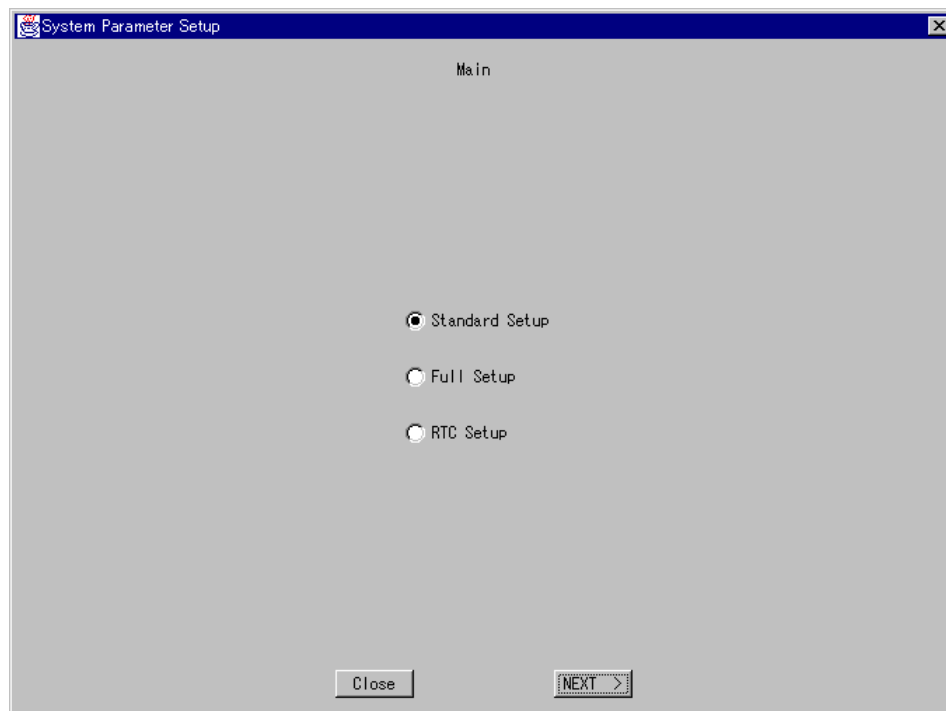 System Parameter Setup
Main
Standard Setup
Full Setup
RTC Setup
Close
NEXT >